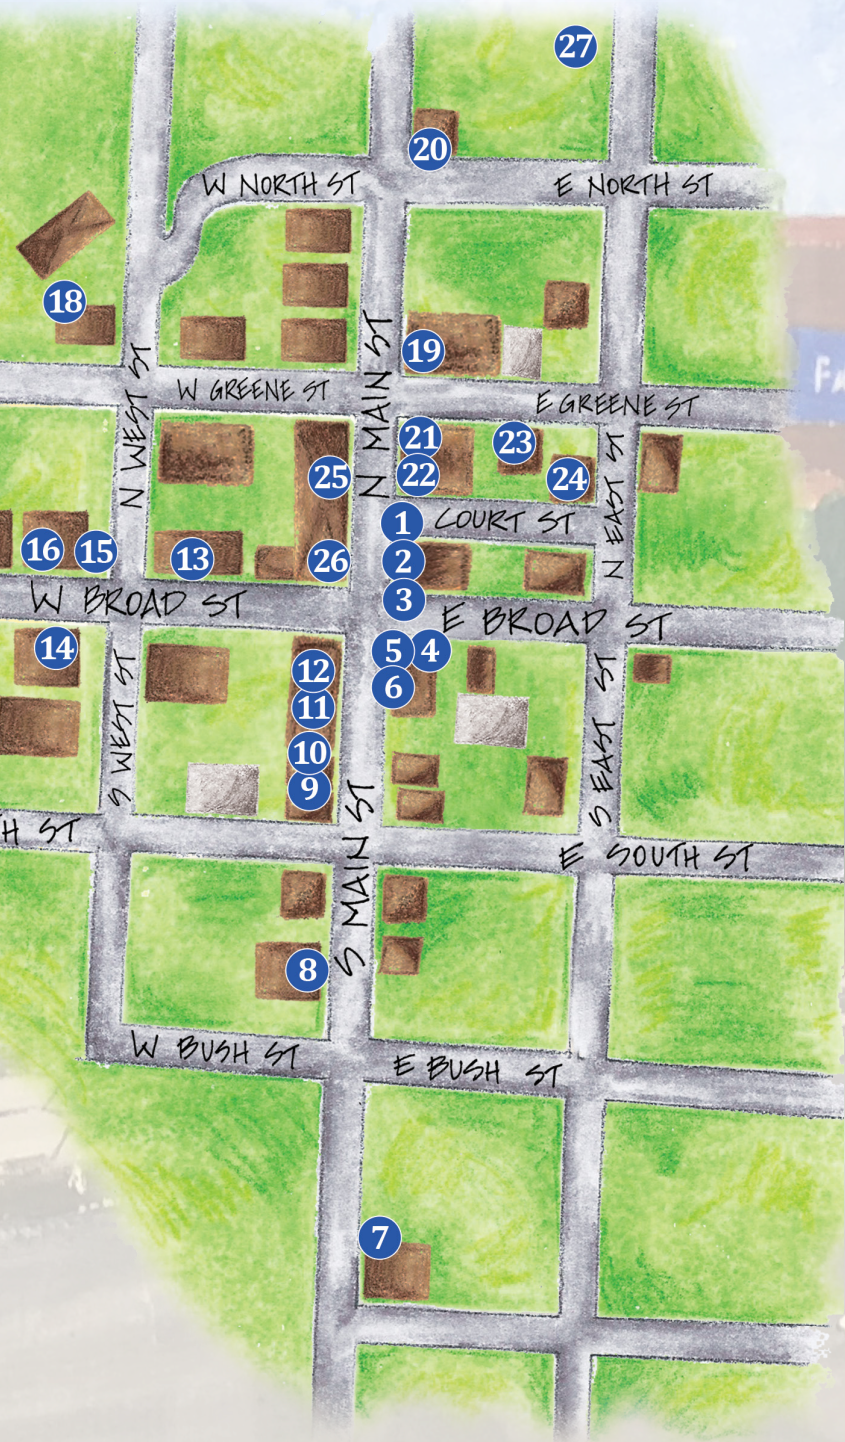 27
20
W NORTH ST
E NORTH ST
18
19
N MAIN ST
N WEST ST
W GREENE ST
E GREENE ST
21
22
23
24
25
N EAST ST
1
COURT ST
16
15
13
26
2
3
W BROAD ST
E BROAD ST
14
12
5
4
6
11
10
9
S WEST ST
S EAST ST
S MAIN ST
H ST
E SOUTH ST
8
W BUSH ST
E BUSH ST
7